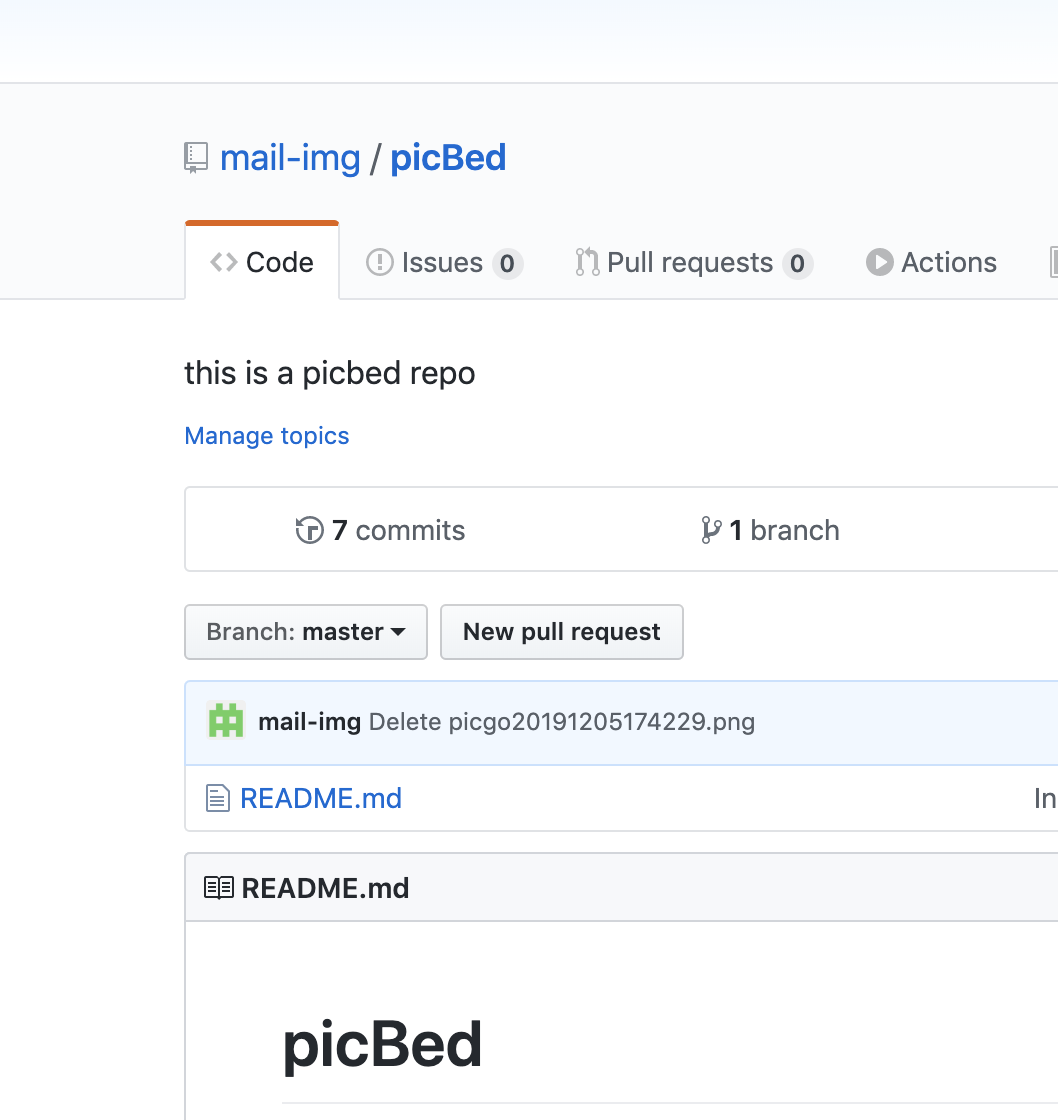 mail-img / picBed
Code Issues 0 Pull requests 0 Actions
this is a picbed repo
Manage topics
7 commits 1 branch
Branch: master New pull request
mail-img Delete picgo20191205174229.png
README.md In
README.md
picBed